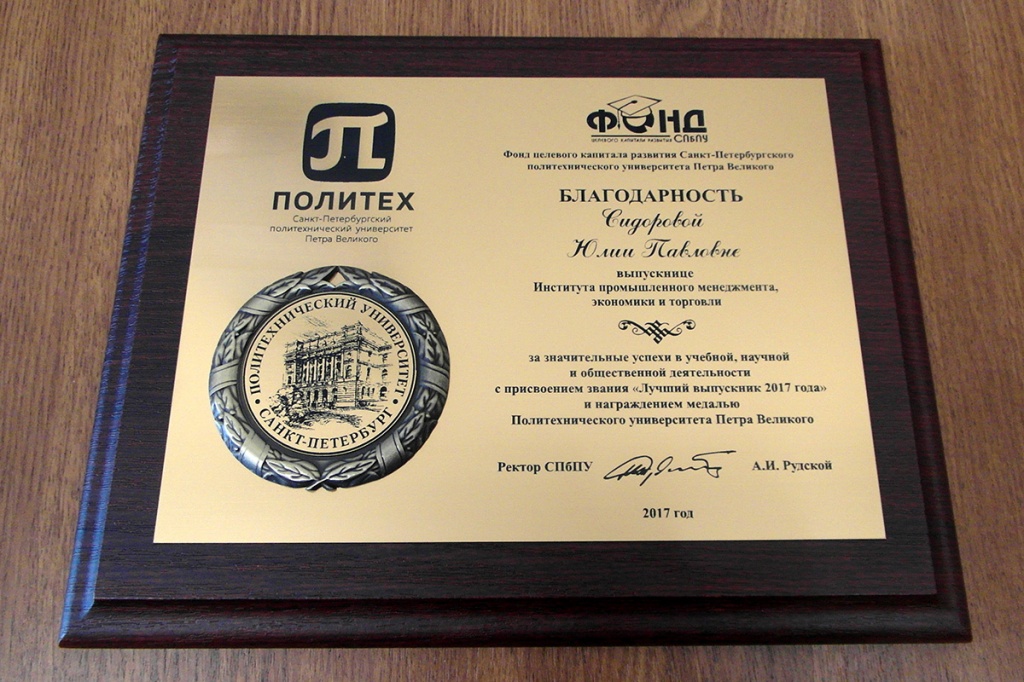 ПОЛИТЕХ
Санкт-Петербургский
политехнический университет
Петра Великого
ПОЛИТЕХНИЧЕСКИЙ УНИВЕРСИТЕТ
• САНКТ-ПЕТЕРБУРГ •
ФОНД
ЦЕЛЕВОГО КАПИТАЛА РАЗВИТИЯ СПбПУ
Фонд целевого капитала развития Санкт-Петербургского
политехнического университета Петра Великого
БЛАГОДАРНОСТЬ
Сидоровой
Юлии Павловне
выпускнице
Института промышленного менеджмента,
экономики и торговли
за значительные успехи в учебной, научной
и общественной деятельности
с присвоением звания «Лучший выпускник 2017 года»
и награждением медалью
Политехнического университета Петра Великого
Ректор СПбПУ А.И. Рудской
2017 год